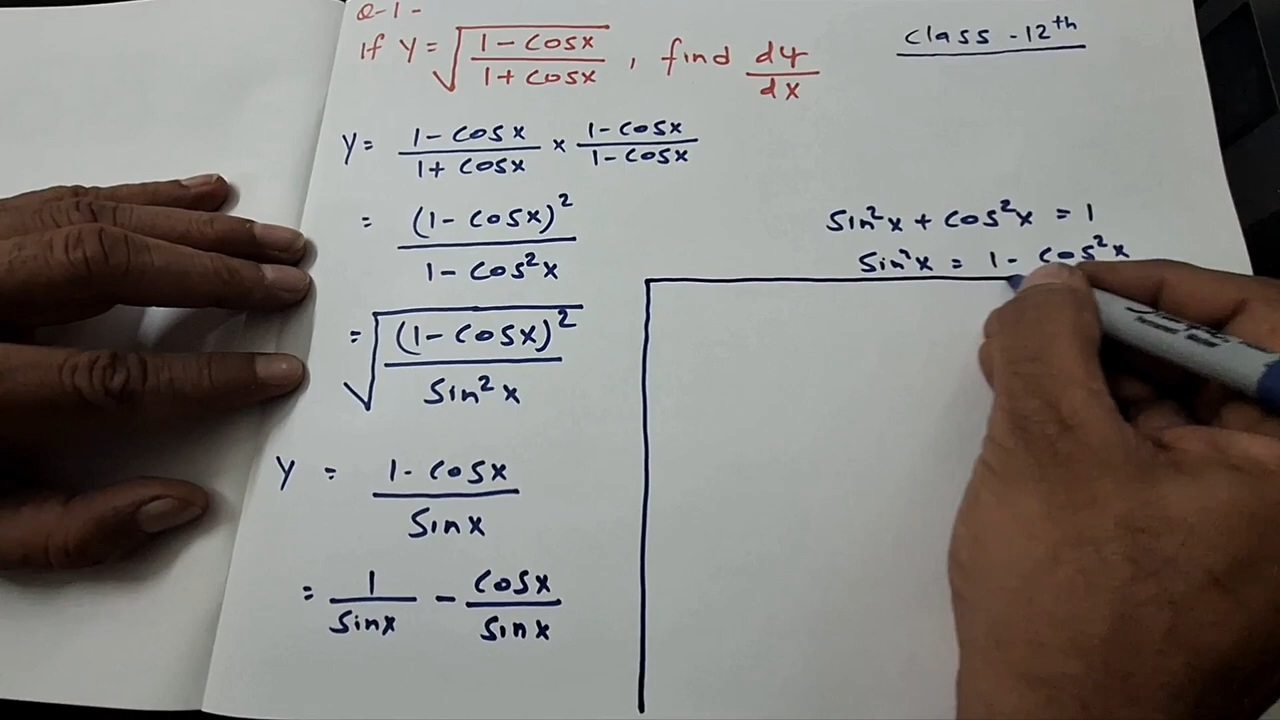 Q-1-
If y = √((1 - cosx)/(1 + cosx)), find dy/dx
Class - 12th
y = (1 - cosx)/(1 + cosx) × (1 - cosx)/(1 - cosx)
= (1 - cosx)²/(1 - cos²x)
sin²x + cos²x = 1
sin²x = 1 - cos²x
= √((1 - cosx)²/sin²x)
y = (1 - cosx)/sinx
= 1/sinx - cosx/sinx